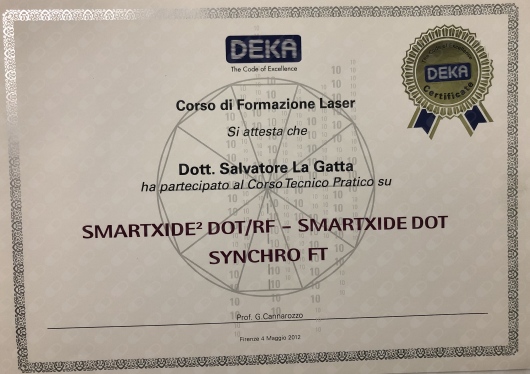 DEKA
The Code of Excellence
DEKA
Certificate
Corso di Formazione Laser
Si attesta che
Dott. Salvatore La Gatta
ha partecipato al Corso Tecnico Pratico su
SMARTXIDE² DOT/RF – SMARTXIDE DOT
SYNCHRO FT
Prof. G.Cannarozzo
Firenze 4 Maggio 2012